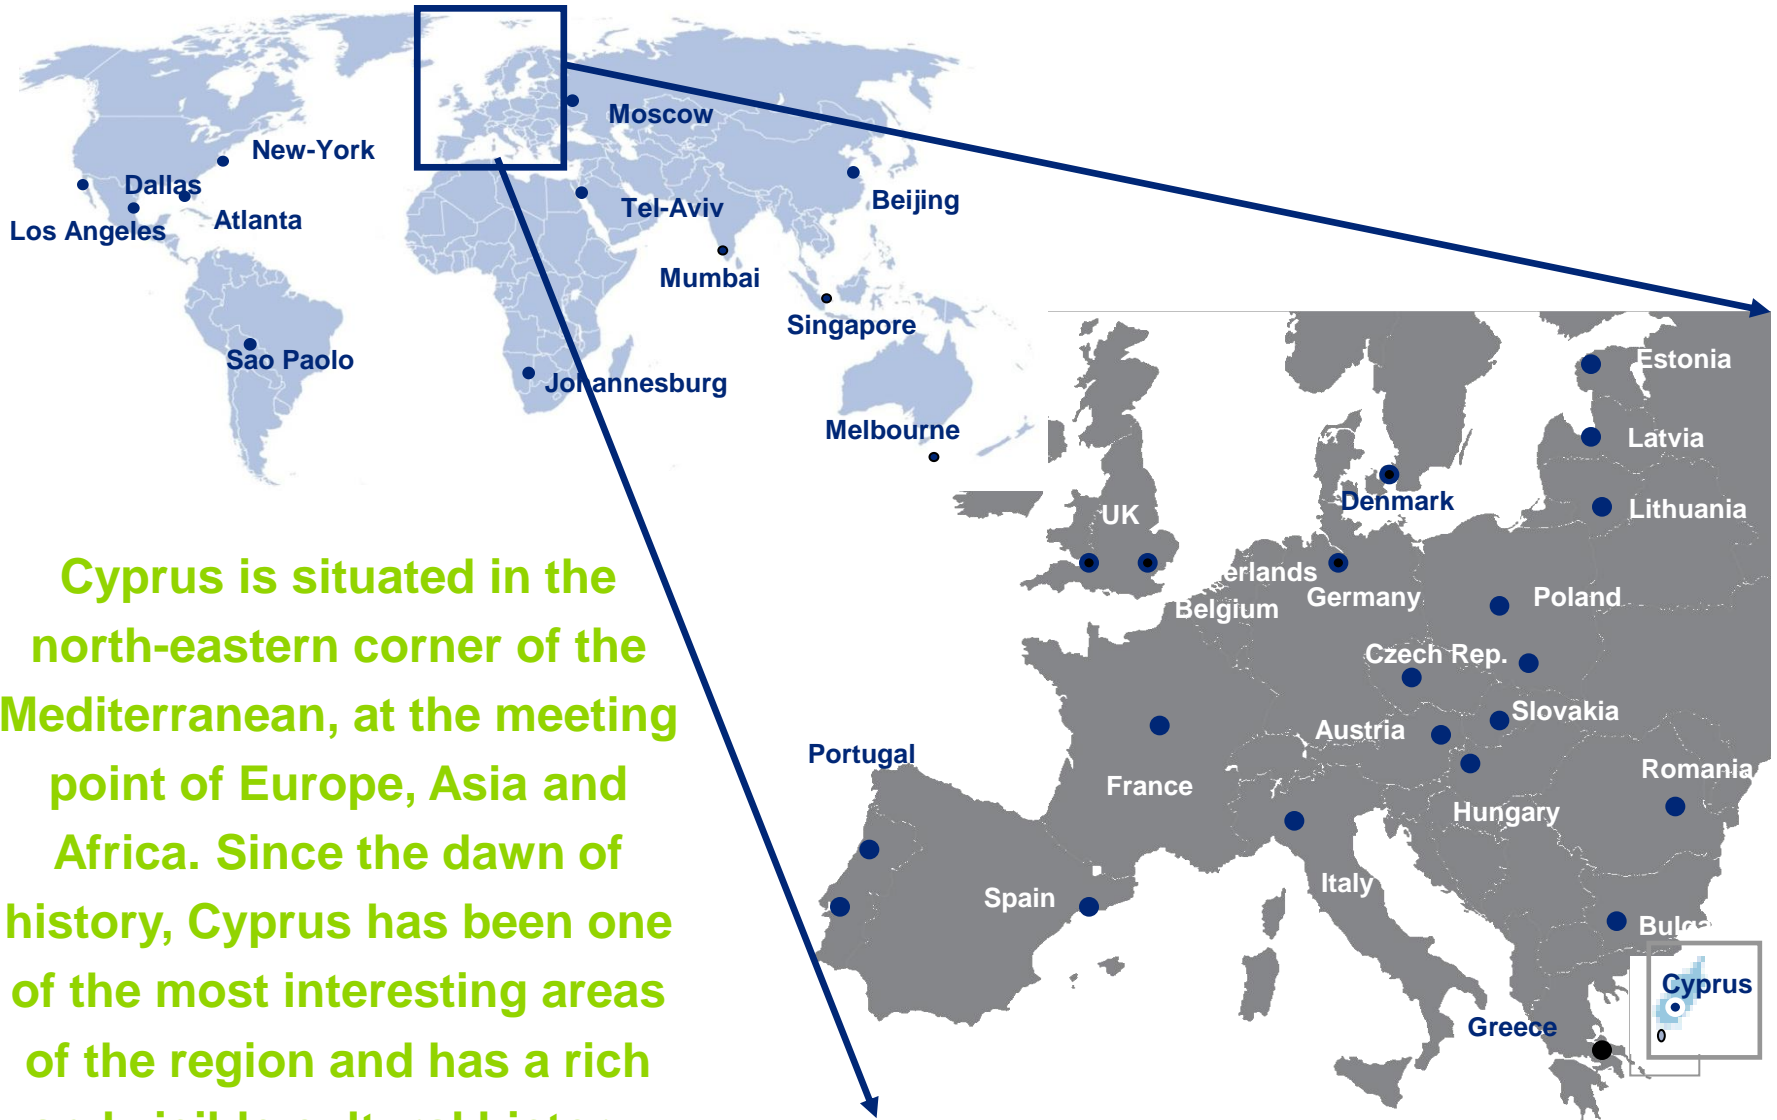 Moscow
New-York
Dallas
Atlanta
Los Angeles
Tel-Aviv
Beijing
Mumbai
Singapore
Sao Paolo
Johannesburg
Melbourne
Estonia
Latvia
Lithuania
Denmark
UK
erlands
Belgium
Germany
Poland
Czech Rep.
Slovakia
Austria
Portugal
France
Romania
Hungary
Italy
Spain
Bulga
Cyprus
Greece
Cyprus is situated in the
north-eastern corner of the
Mediterranean, at the meeting
point of Europe, Asia and
Africa. Since the dawn of
history, Cyprus has been one
of the most interesting areas
of the region and has a rich